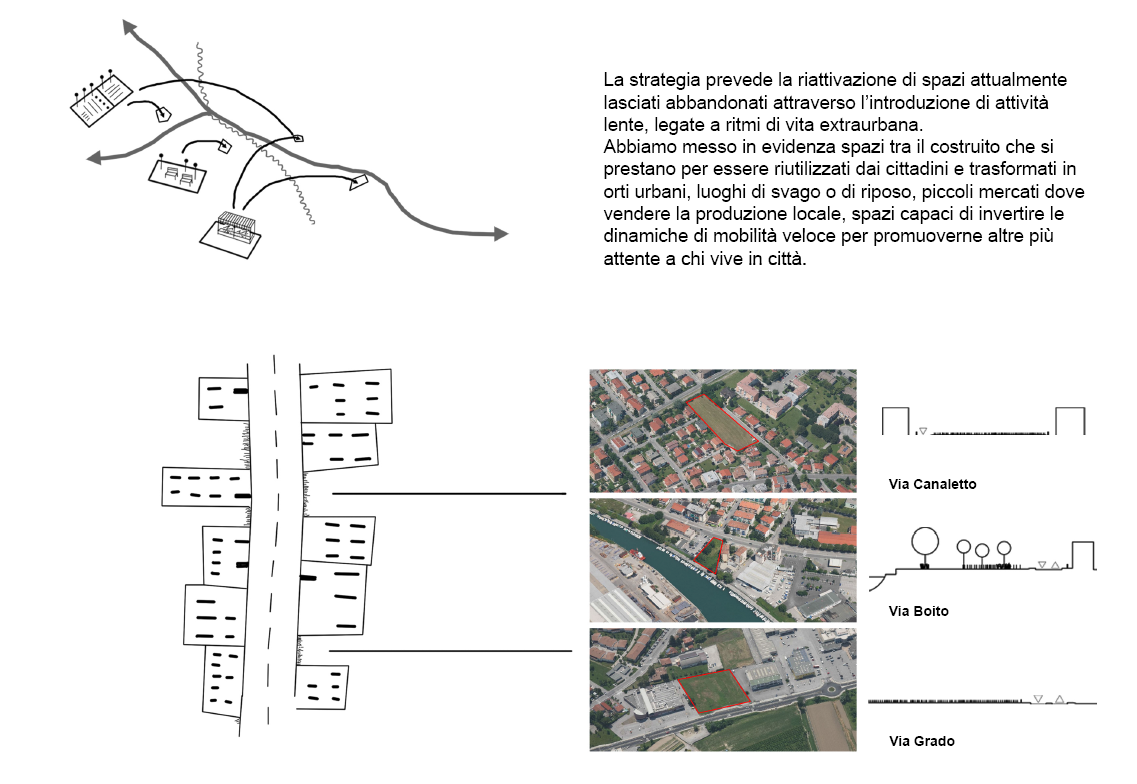 La strategia prevede la riattivazione di spazi attualmente
lasciati abbandonati attraverso l'introduzione di attività
lente, legate a ritmi di vita extraurbana.
Abbiamo messo in evidenza spazi tra il costruito che si
prestano per essere riutilizzati dai cittadini e trasformati in
orti urbani, luoghi di svago o di riposo, piccoli mercati dove
vendere la produzione locale, spazi capaci di invertire le
dinamiche di mobilità veloce per promuoverne altre più
attente a chi vive in città.
Via Canaletto
Via Boito
Via Grado